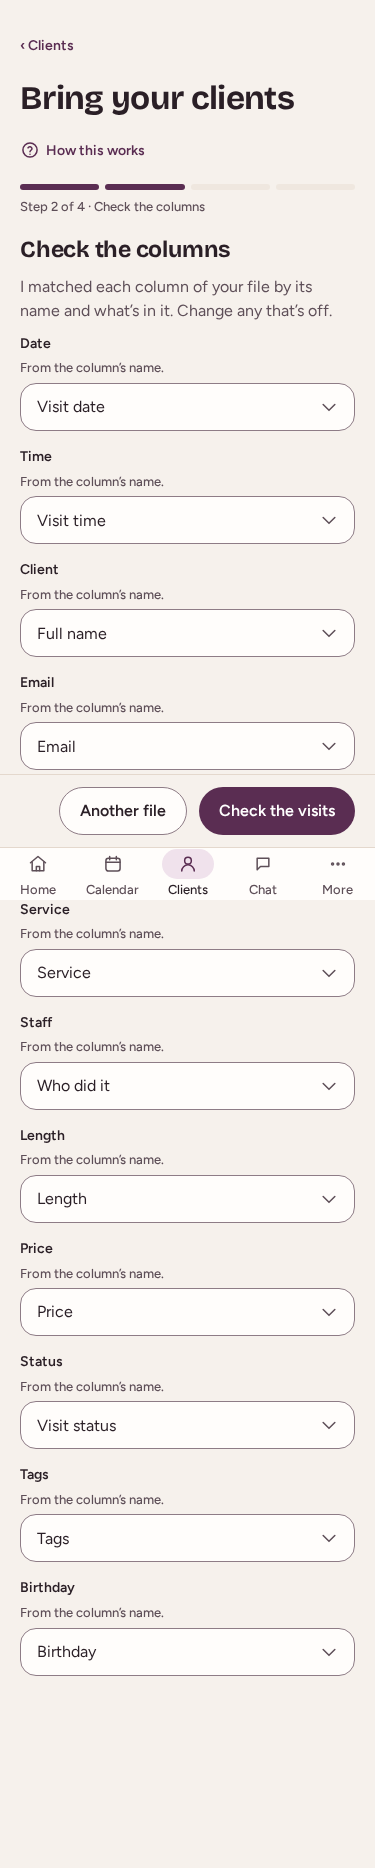 ‹ Clients
Bring your clients
How this works
Step 2 of 4 · Check the columns
Check the columns
I matched each column of your file by its
name and what's in it. Change any that's off.
Date
From the column's name.
Visit date
Time
From the column's name.
Visit time
Client
From the column's name.
Full name
Email
From the column's name.
Email
Another file
Check the visits
Home
Calendar
Clients
Chat
More
Service
From the column's name.
Service
Staff
From the column's name.
Who did it
Length
From the column's name.
Length
Price
From the column's name.
Price
Status
From the column's name.
Visit status
Tags
From the column's name.
Tags
Birthday
From the column's name.
Birthday